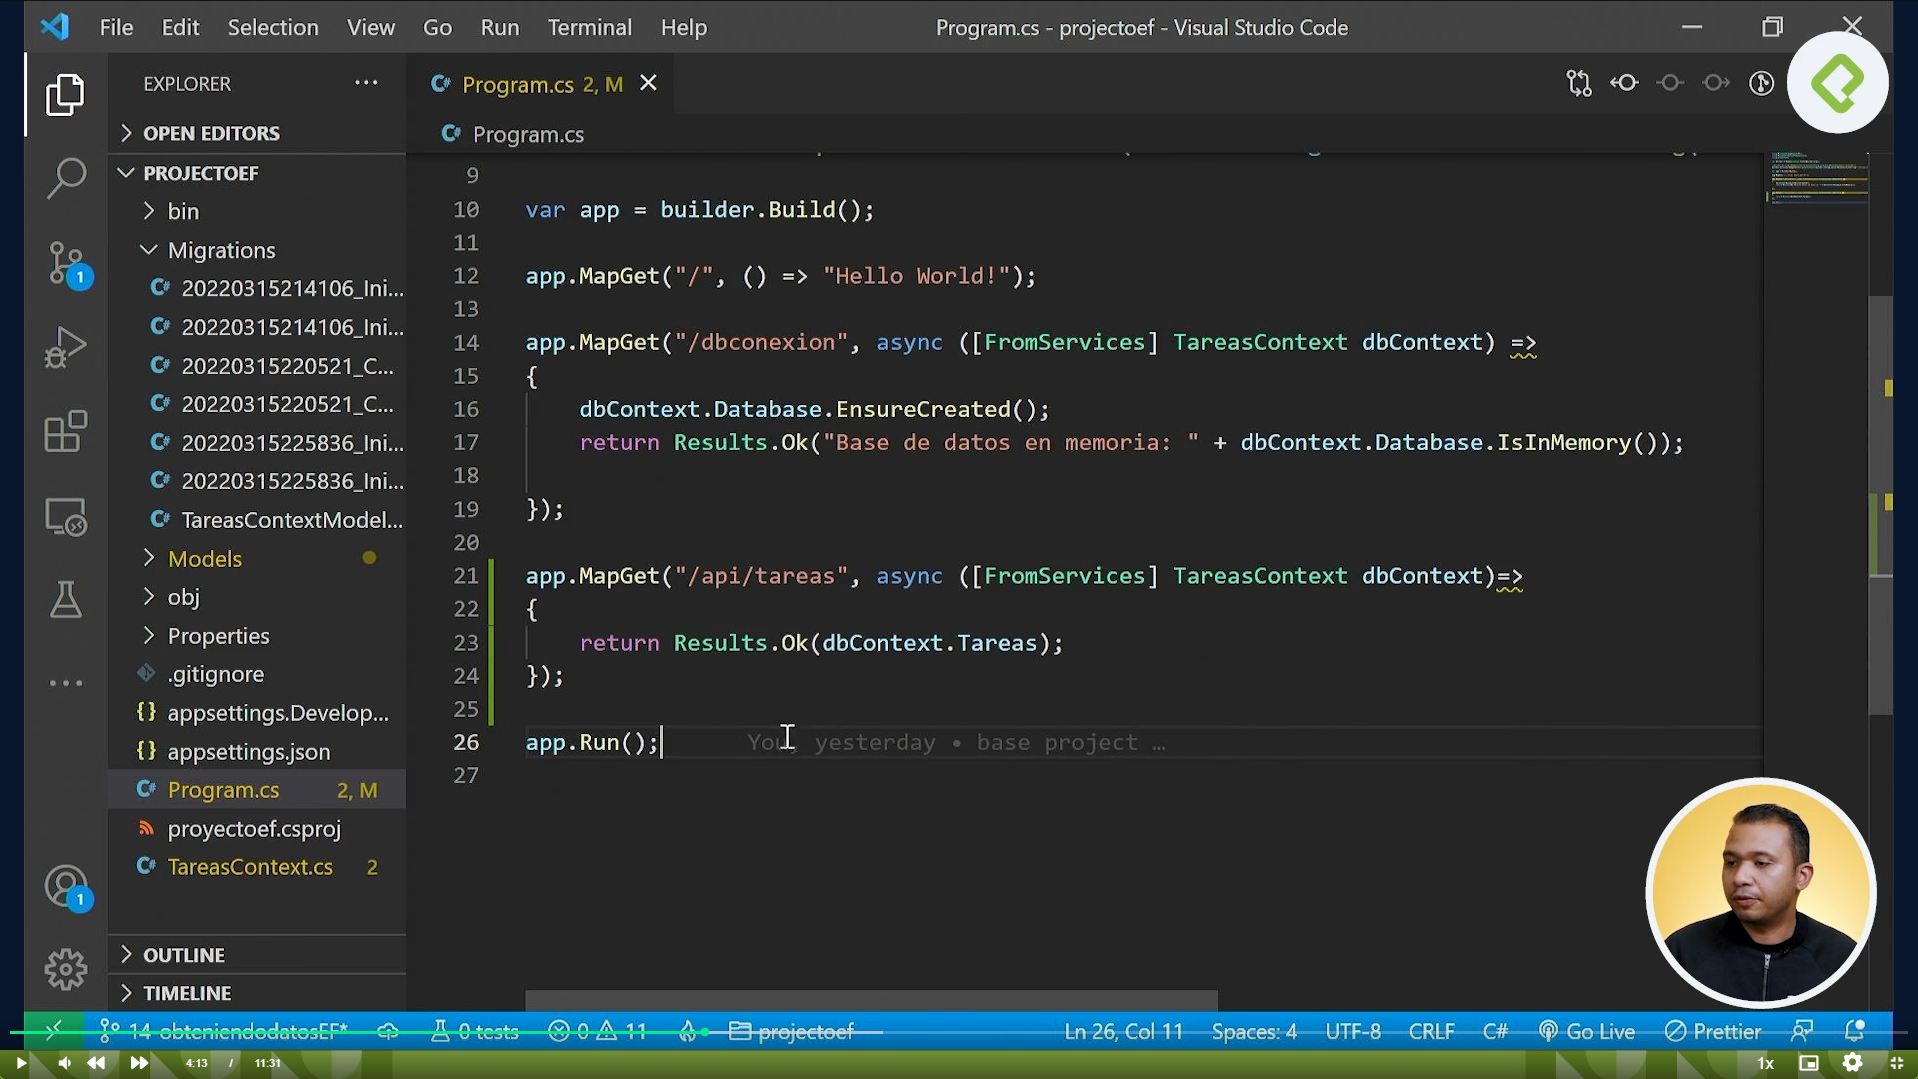 File Edit Selection View Go Run Terminal Help
Program.cs - projectoef - Visual Studio Code
EXPLORER
OPEN EDITORS
PROJECTOEF
bin
Migrations
20220315214106_Ini...
20220315214106_Ini...
20220315220521_C...
20220315220521_C...
20220315225836_Ini...
20220315225836_Ini...
TareasContextModel...
Models
obj
Properties
.gitignore
appsettings.Develop...
appsettings.json
Program.cs 2, M
proyectoef.csproj
TareasContext.cs 2
OUTLINE
TIMELINE
1
1
Program.cs 2, M
Program.cs
9
10 var app = builder.Build();
11
12 app.MapGet("/", () => "Hello World!");
13
14 app.MapGet("/dbconexion", async ([FromServices] TareasContext dbContext) =>
15 {
16 dbContext.Database.EnsureCreated();
17 return Results.Ok("Base de datos en memoria: " + dbContext.Database.IsInMemory());
18
19 });
20
21 app.MapGet("/api/tareas", async ([FromServices] TareasContext dbContext)=>
22 {
23 return Results.Ok(dbContext.Tareas);
24 });
25
26 app.Run(); You, yesterday • base project …
27
14-obteniendodatosEF* 0 tests 0 11 projectoef Ln 26, Col 11 Spaces: 4 UTF-8 CRLF C# Go Live Prettier
4:13 / 11:31 1x